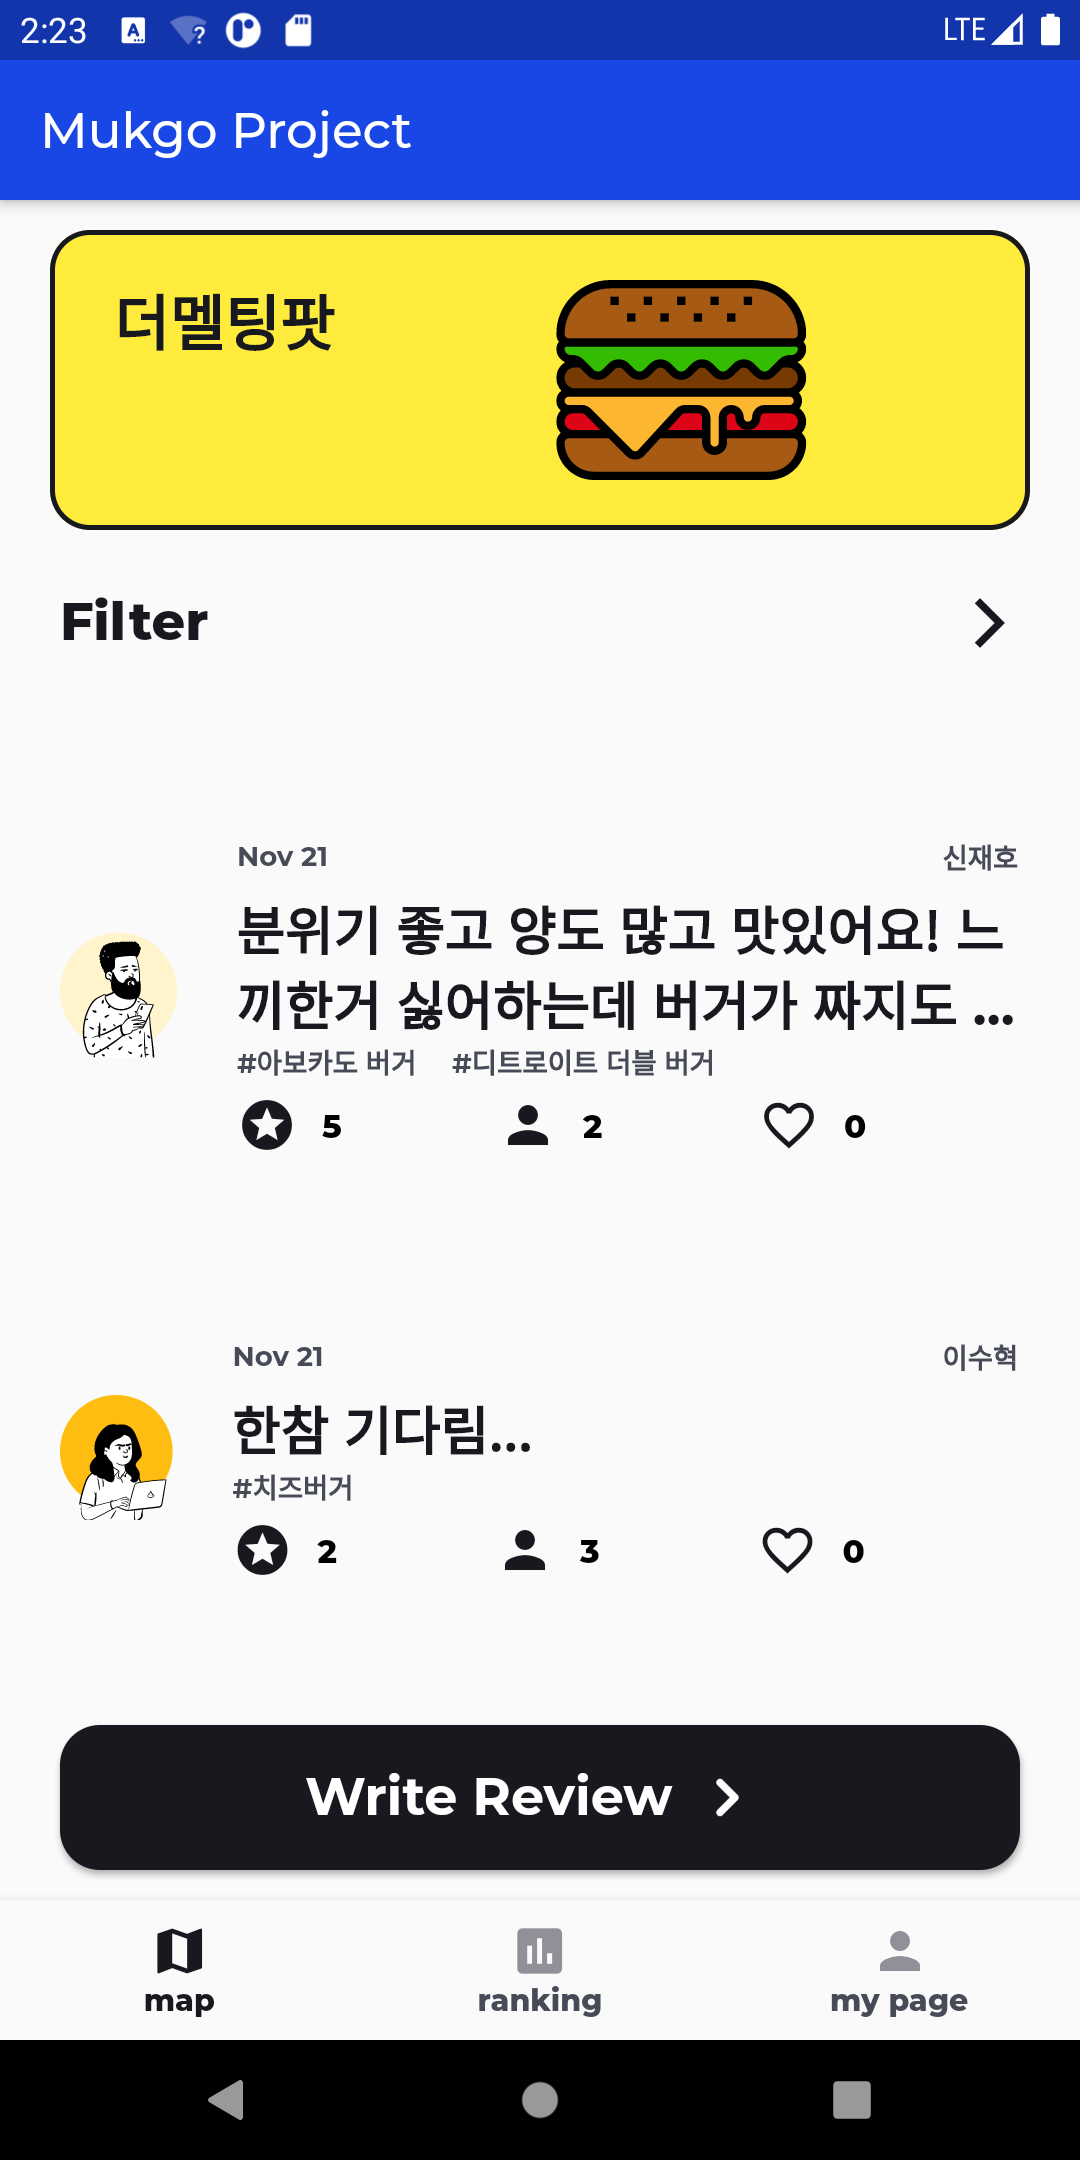 2:23
LTE
Mukgo Project
더멜팅팟
Filter
Nov 21
신재호
분위기 좋고 양도 많고 맛있어요! 느
끼한거 싫어하는데 버거가 짜지도 ...
#아보카도 버거 #디트로이트 더블 버거
5 2 0
Nov 21
이수혁
한참 기다림...
#치즈버거
2 3 0
Write Review
map ranking my page